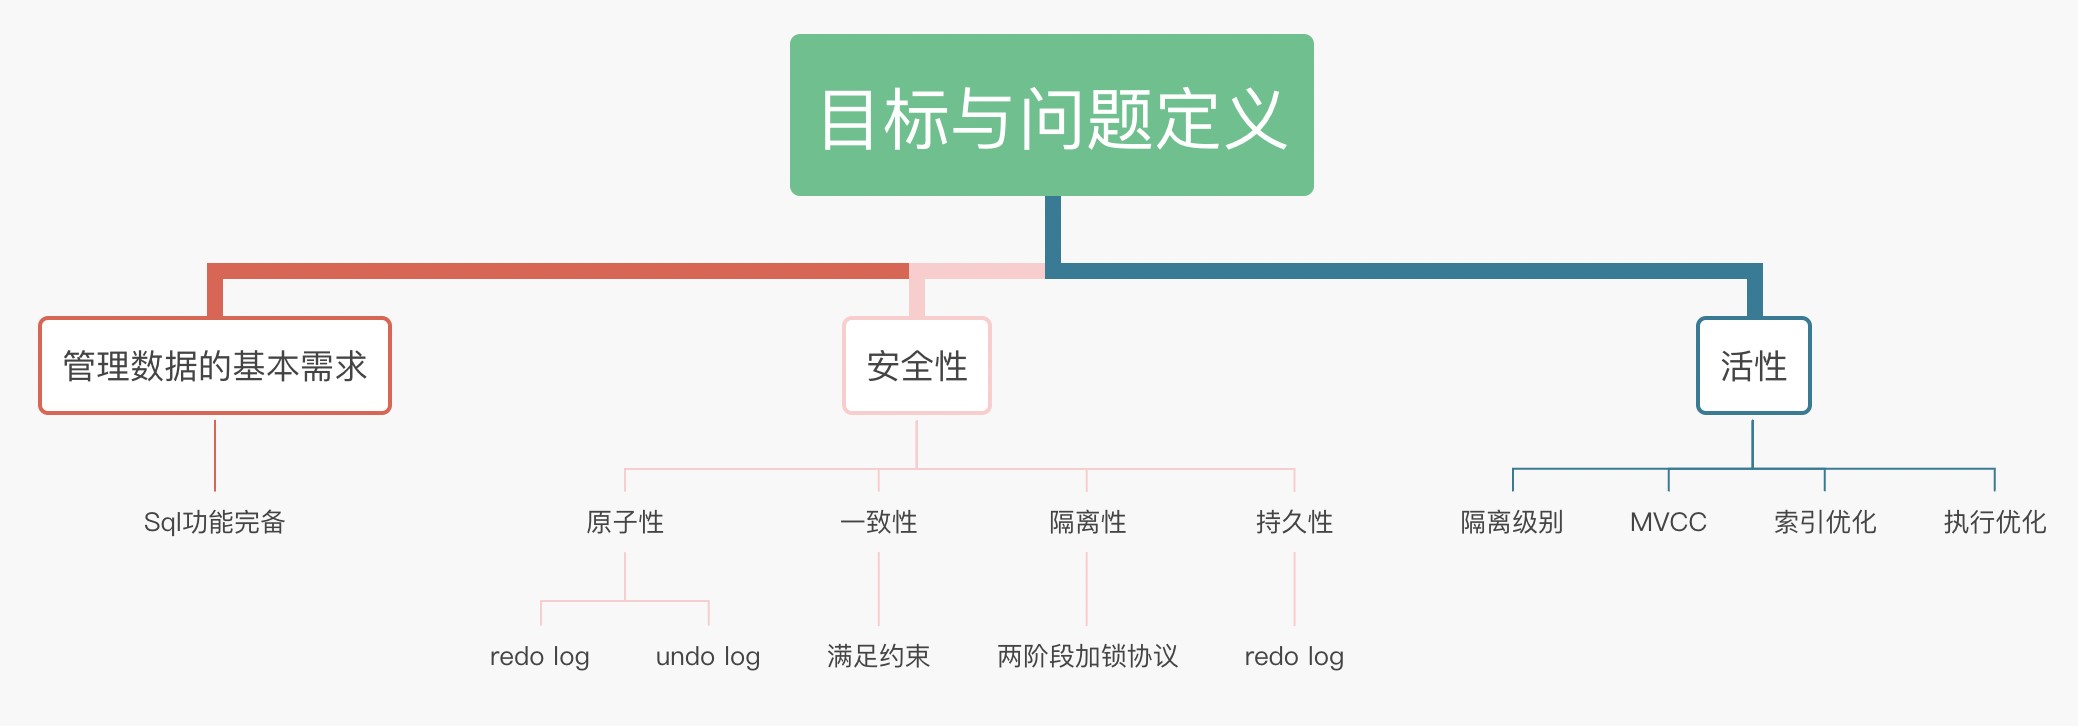 目标与问题定义
管理数据的基本需求
安全性
活性
Sql功能完备
原子性
一致性
隔离性
持久性
隔离级别
MVCC
索引优化
执行优化
redo log
undo log
满足约束
两阶段加锁协议
redo log